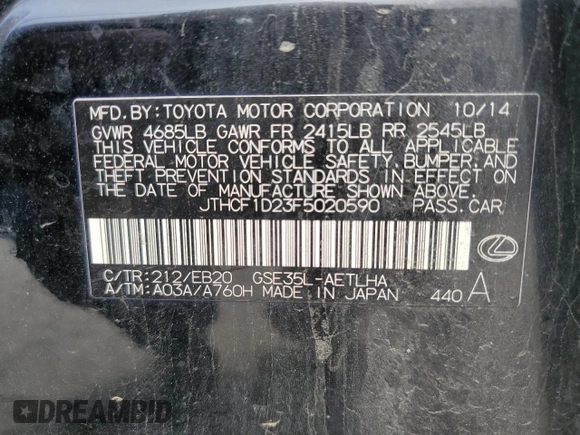 MFD. BY: TOYOTA MOTOR CORPORATION 10/14
GVWR 4685LB GAWR FR 2415LB RR 2545LB
THIS VEHICLE CONFORMS TO ALL APPLICABLE
FEDERAL MOTOR VEHICLE SAFETY, BUMPER, AND
THEFT PREVENTION STANDARDS IN EFFECT ON
THE DATE OF MANUFACTURE SHOWN ABOVE.
JTHCF1D23F5020590 PASS. CAR
C/TR: 212/EB20 GSE35L-AETLHA
A/TM: A03A/A760H MADE IN JAPAN 440 A
DREAMBID